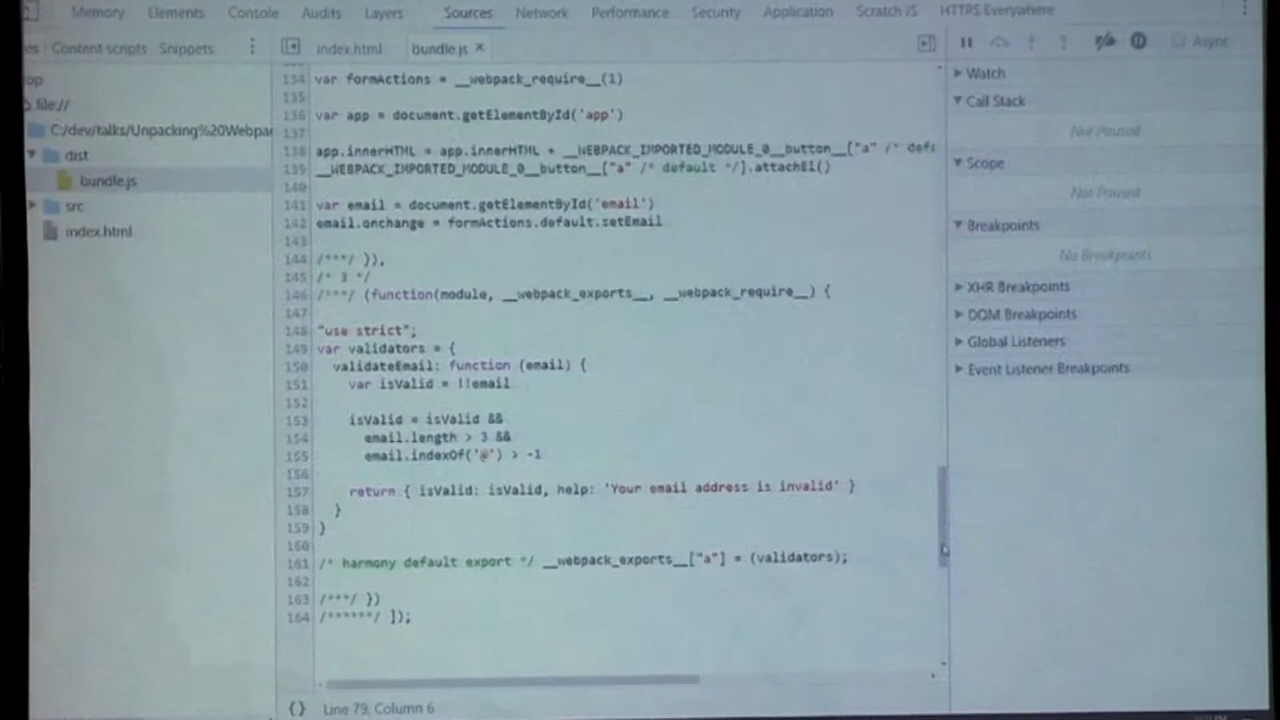 Memory Elements Console Audits Layers Sources Network Performance Security Application Scratch JS HTTPS Everywhere
Content scripts Snippets
index.html bundle.js ×
Async
file://
C:/dev/talks/Unpacking%20Webpa
dist
bundle.js
src
index.html
134 var formActions = __webpack_require__(1)
135
136 var app = document.getElementById('app')
137
138 app.innerHTML = app.innerHTML + __WEBPACK_IMPORTED_MODULE_0__button__["a" /* defa
139 __WEBPACK_IMPORTED_MODULE_0__button__["a" /* default */].attachEl()
140
141 var email = document.getElementById('email')
142 email.onchange = formActions.default.setEmail
143
144 /***/ }),
145 /* 3 */
146 /***/ (function(module, __webpack_exports__, __webpack_require__) {
147
148 "use strict";
149 var validators = {
150 validateEmail: function (email) {
151 var isValid = !!email
152
153 isValid = isValid &&
154 email.length > 3 &&
155 email.indexOf('@') > -1
156
157 return { isValid: isValid, help: 'Your email address is invalid' }
158 }
159 }
160
161 /* harmony default export */ __webpack_exports__["a"] = (validators);
162
163 /***/ })
164 /******/ ]);
{} Line 79, Column 6
Watch
Call Stack
Not Paused
Scope
Not Paused
Breakpoints
No Breakpoints
XHR Breakpoints
DOM Breakpoints
Global Listeners
Event Listener Breakpoints